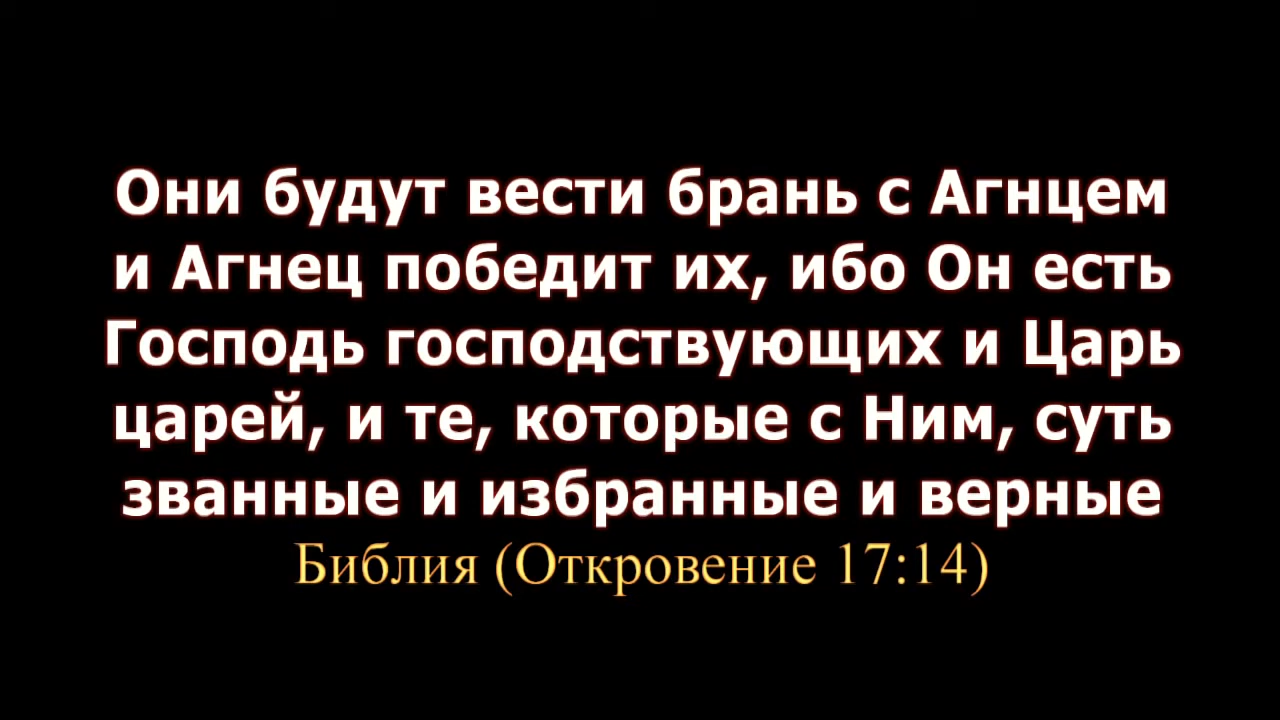 Они будут вести брань с Агнцем
и Агнец победит их, ибо Он есть
Господь господствующих и Царь
царей, и те, которые с Ним, суть
званные и избранные и верные
Библия (Откровение 17:14)